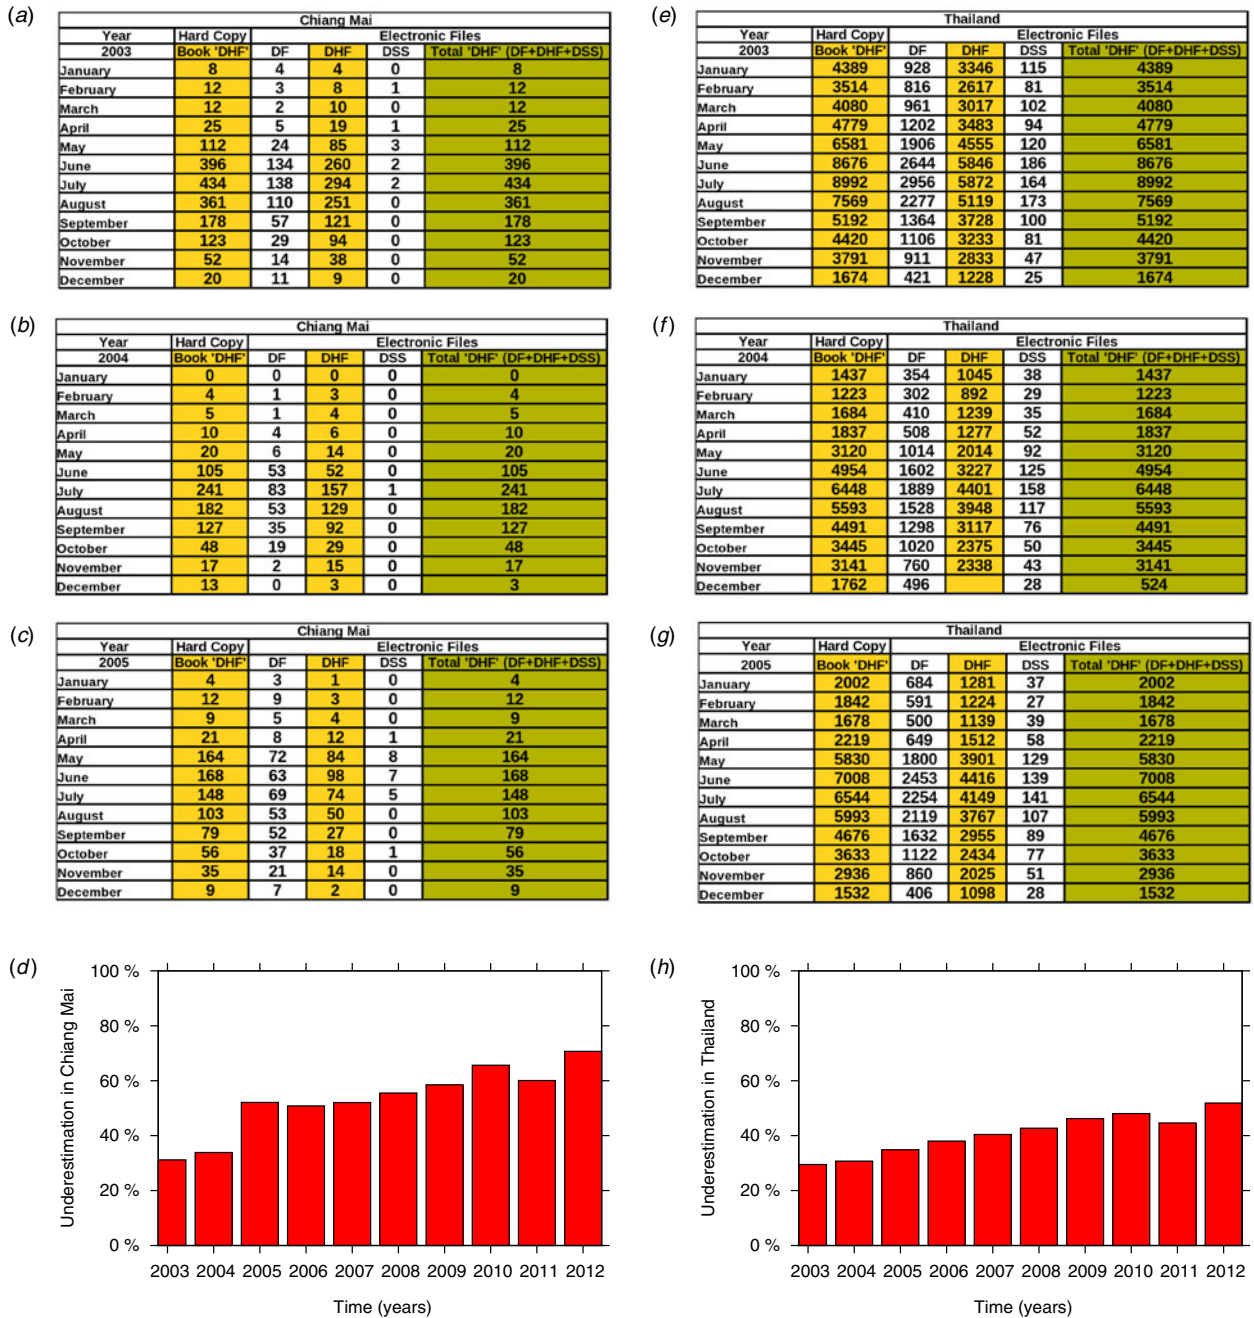 (a)
Chiang Mai
Year Hard Copy Electronic Files
2003 Book 'DHF' DF DHF DSS Total 'DHF' (DF+DHF+DSS)
January 8 4 4 0 8
February 12 3 8 1 12
March 12 2 10 0 12
April 25 5 19 1 25
May 112 24 85 3 112
June 396 134 260 2 396
July 434 138 294 2 434
August 361 110 251 0 361
September 178 57 121 0 178
October 123 29 94 0 123
November 52 14 38 0 52
December 20 11 9 0 20
(b)
Chiang Mai
Year Hard Copy Electronic Files
2004 Book 'DHF' DF DHF DSS Total 'DHF' (DF+DHF+DSS)
January 0 0 0 0 0
February 4 1 3 0 4
March 5 1 4 0 5
April 10 4 6 0 10
May 20 6 14 0 20
June 105 53 52 0 105
July 241 83 157 1 241
August 182 53 129 0 182
September 127 35 92 0 127
October 48 19 29 0 48
November 17 2 15 0 17
December 13 0 3 0 3
(c)
Chiang Mai
Year Hard Copy Electronic Files
2005 Book 'DHF' DF DHF DSS Total 'DHF' (DF+DHF+DSS)
January 4 3 1 0 4
February 12 9 3 0 12
March 9 5 4 0 9
April 21 8 12 1 21
May 164 72 84 8 164
June 168 63 98 7 168
July 148 69 74 5 148
August 103 53 50 0 103
September 79 52 27 0 79
October 56 37 18 1 56
November 35 21 14 0 35
December 9 7 2 0 9
(d)
Underestimation in Chiang Mai
100 %
80 %
60 %
40 %
20 %
0 %
2003 2004 2005 2006 2007 2008 2009 2010 2011 2012
Time (years)
(e)
Thailand
Year Hard Copy Electronic Files
2003 Book 'DHF' DF DHF DSS Total 'DHF' (DF+DHF+DSS)
January 4389 928 3346 115 4389
February 3514 816 2617 81 3514
March 4080 961 3017 102 4080
April 4779 1202 3483 94 4779
May 6581 1906 4555 120 6581
June 8676 2644 5846 186 8676
July 8992 2956 5872 164 8992
August 7569 2277 5119 173 7569
September 5192 1364 3728 100 5192
October 4420 1106 3233 81 4420
November 3791 911 2833 47 3791
December 1674 421 1228 25 1674
(f)
Thailand
Year Hard Copy Electronic Files
2004 Book 'DHF' DF DHF DSS Total 'DHF' (DF+DHF+DSS)
January 1437 354 1045 38 1437
February 1223 302 892 29 1223
March 1684 410 1239 35 1684
April 1837 508 1277 52 1837
May 3120 1014 2014 92 3120
June 4954 1602 3227 125 4954
July 6448 1889 4401 158 6448
August 5593 1528 3948 117 5593
September 4491 1298 3117 76 4491
October 3445 1020 2375 50 3445
November 3141 760 2338 43 3141
December 1762 496 28 524
(g)
Thailand
Year Hard Copy Electronic Files
2005 Book 'DHF' DF DHF DSS Total 'DHF' (DF+DHF+DSS)
January 2002 684 1281 37 2002
February 1842 591 1224 27 1842
March 1678 500 1139 39 1678
April 2219 649 1512 58 2219
May 5830 1800 3901 129 5830
June 7008 2453 4416 139 7008
July 6544 2254 4149 141 6544
August 5993 2119 3767 107 5993
September 4676 1632 2955 89 4676
October 3633 1122 2434 77 3633
November 2936 860 2025 51 2936
December 1532 406 1098 28 1532
(h)
Underestimation in Thailand
100 %
80 %
60 %
40 %
20 %
0 %
2003 2004 2005 2006 2007 2008 2009 2010 2011 2012
Time (years)